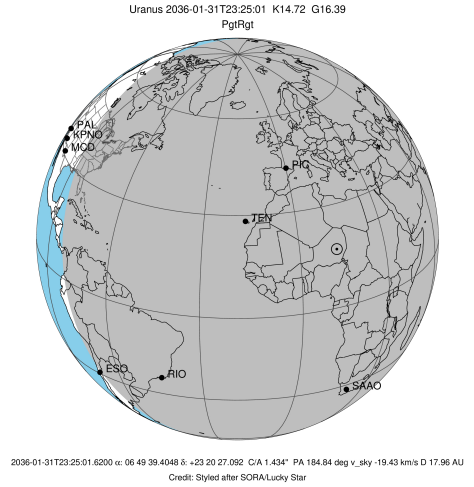 Uranus 2036-01-31T23:25:01 K14.72 G16.39
PgtRgt
PAL
KPNO
MCD
PIC
TEN
ESO
RIO
SAAO
2036-01-31T23:25:01.6200 α: 06 49 39.4048 δ: +23 20 27.092 C/A 1.434" PA 184.84 deg v_sky -19.43 km/s D 17.96 AU
Credit: Styled after SORA/Lucky Star